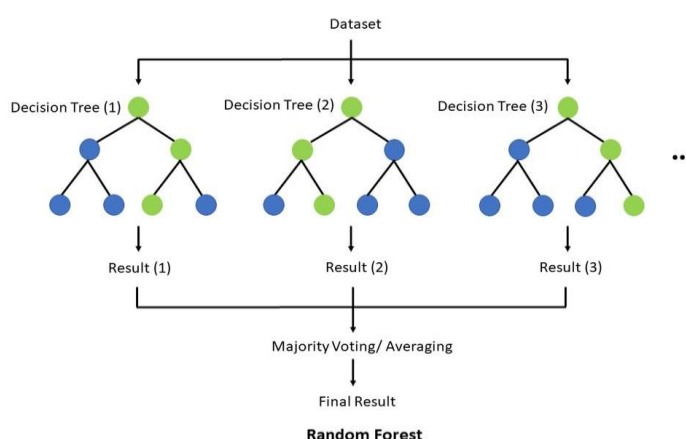 Dataset
Decision Tree (1)
Decision Tree (2)
Decision Tree (3)
..
Result (1)
Result (2)
Result (3)
Majority Voting/ Averaging
Final Result
Random Forest